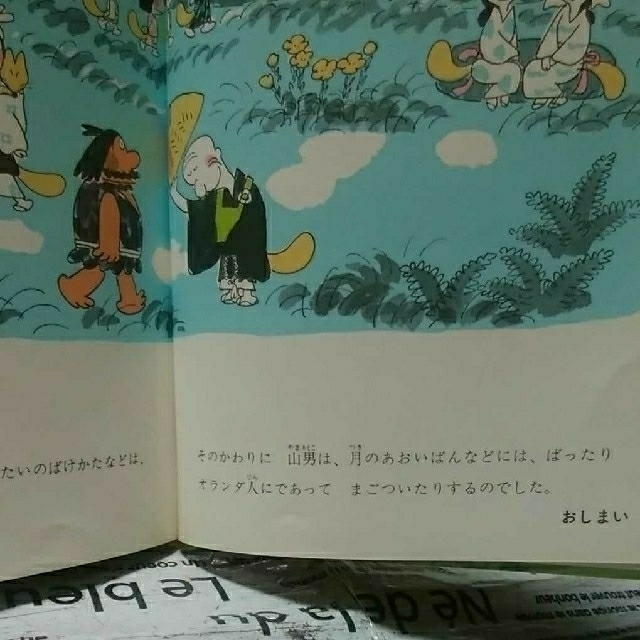 たいのばけかたなどは、
そのかわりに　山男は、月のあおいばんなどには、ばったり
オランダ人にであって　まごついたりするのでした。
おしまい
Le bleu
Né de la du